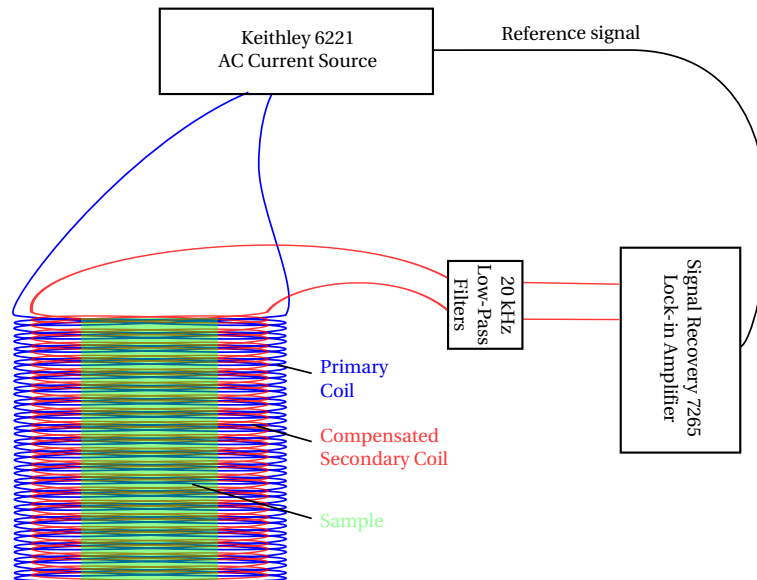 Keithley 6221
AC Current Source
Reference signal
20 kHz
Low-Pass
Filters
Signal Recovery 7265
Lock-in Amplifier
Primary
Coil
Compensated
Secondary Coil
Sample